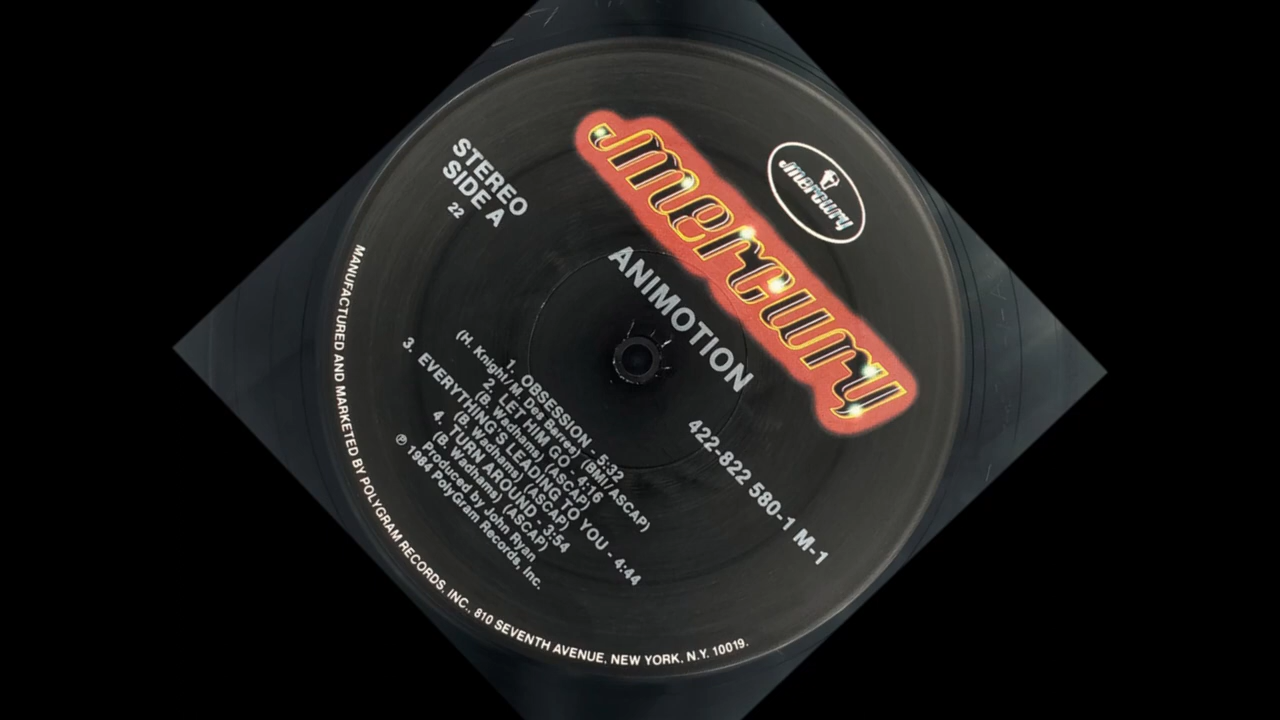 mercury
mercury
STEREO
SIDE A
22
ANIMOTION
422-822 580-1 M-1
1. OBSESSION - 5:32
(H. Knight/M. Des Barres) (BMI/ASCAP)
2. LET HIM GO - 4:16
(B. Wadhams) (ASCAP)
3. EVERYTHING'S LEADING TO YOU - 4:44
(B. Wadhams) (ASCAP)
4. TURN AROUND - 3:54
(B. Wadhams) (ASCAP)
Produced by John Ryan
℗ 1984 PolyGram Records, Inc.
MANUFACTURED AND MARKETED BY POLYGRAM RECORDS, INC., 810 SEVENTH AVENUE, NEW YORK, N.Y. 10019.